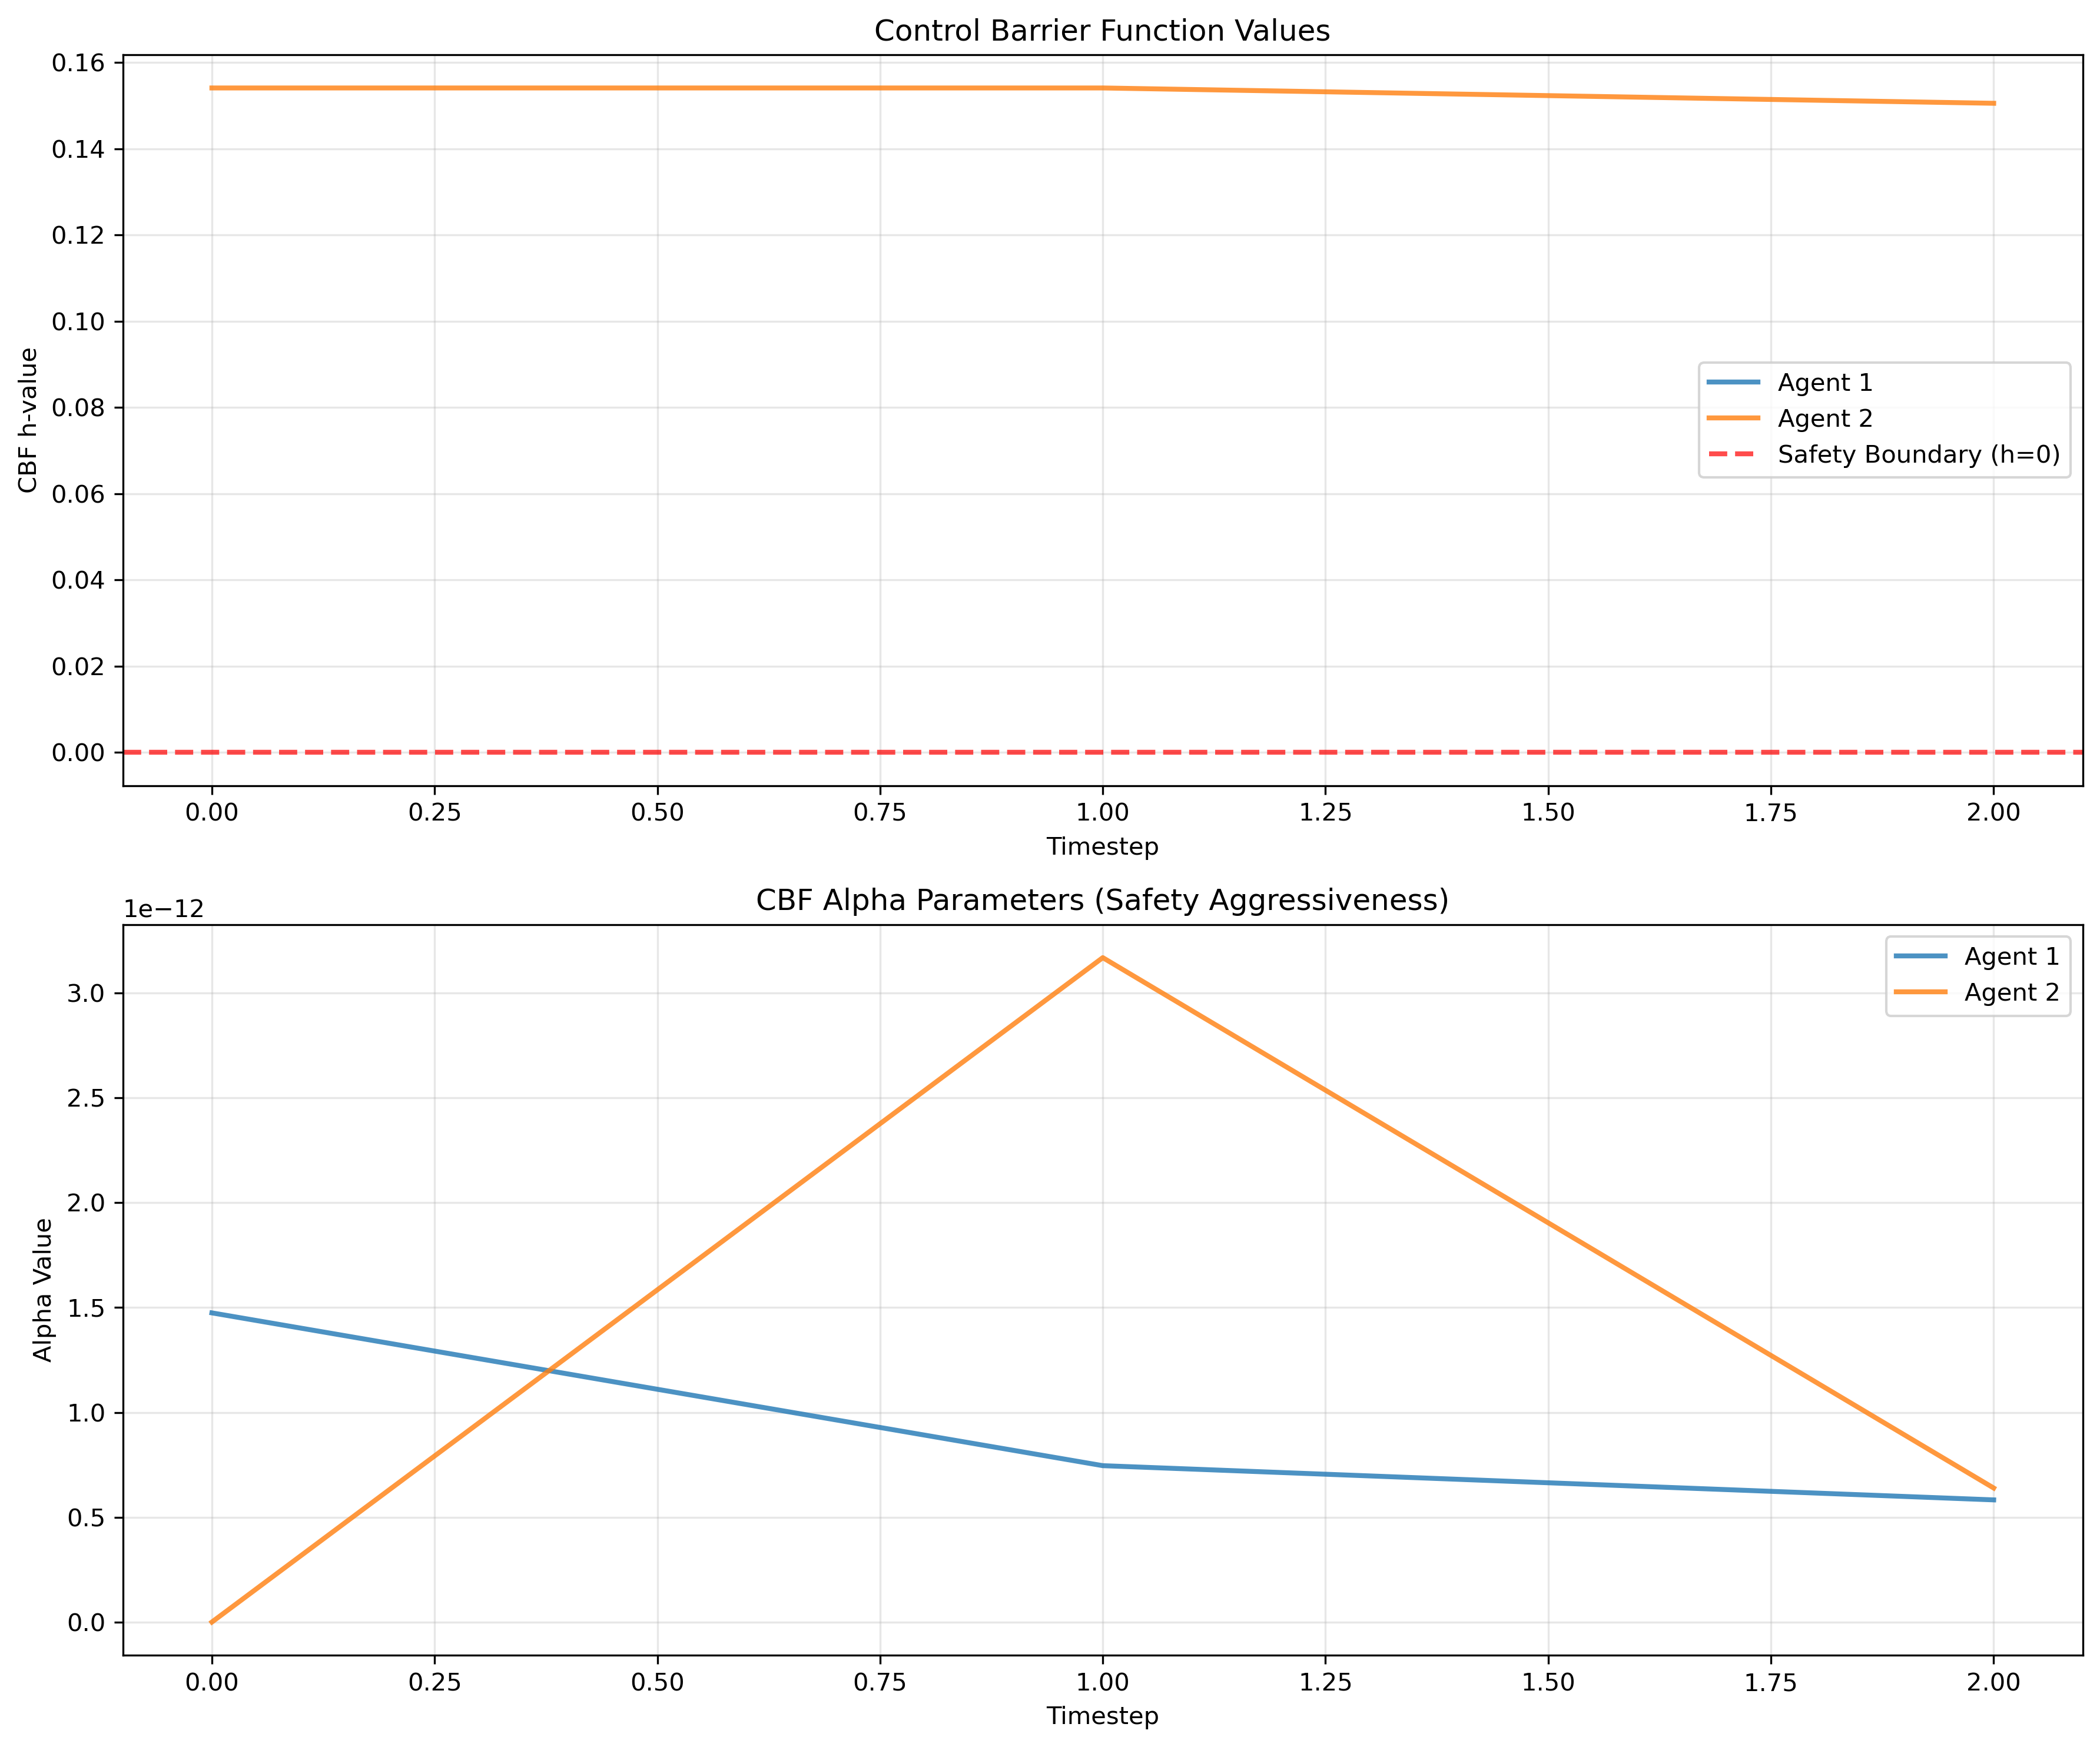 Control Barrier Function Values
0.16
0.14
0.12
0.10
0.08
0.06
0.04
0.02
0.00
CBF h-value
Agent 1
Agent 2
Safety Boundary (h=0)
0.00 0.25 0.50 0.75 1.00 1.25 1.50 1.75 2.00
Timestep
CBF Alpha Parameters (Safety Aggressiveness)
1e−12
3.0
2.5
2.0
1.5
1.0
0.5
0.0
Alpha Value
Agent 1
Agent 2
0.00 0.25 0.50 0.75 1.00 1.25 1.50 1.75 2.00
Timestep